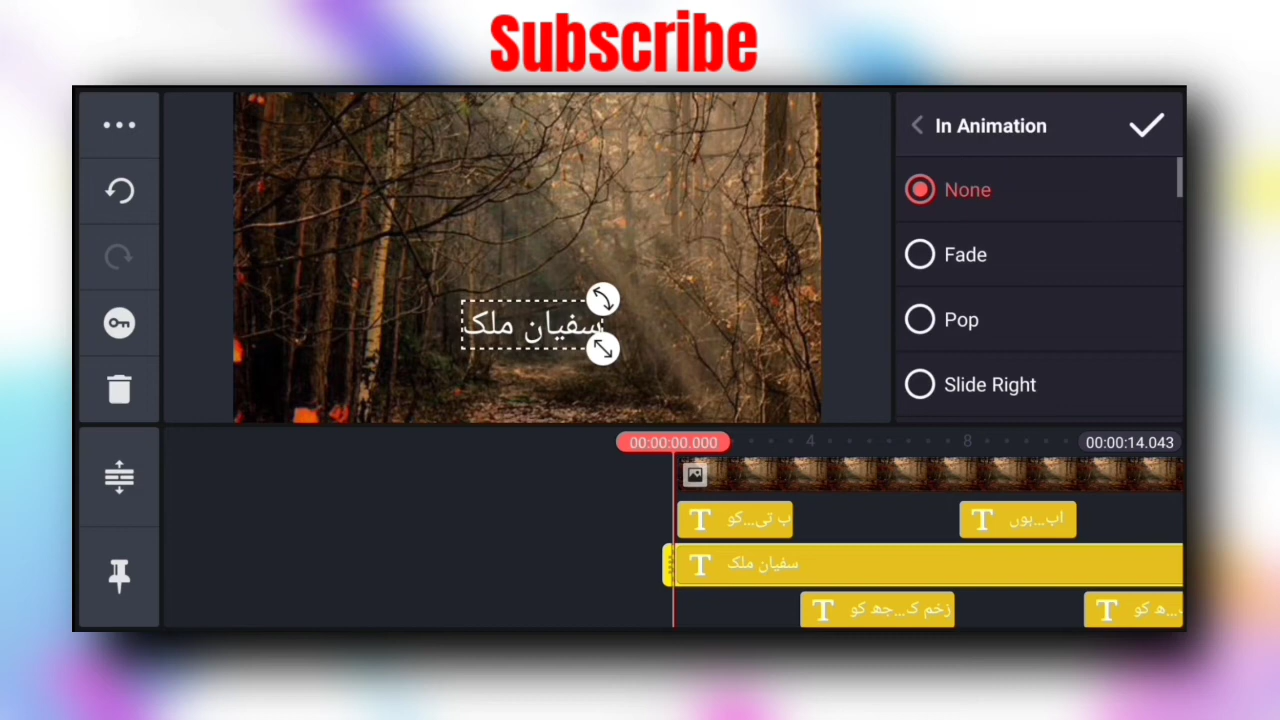 Subscribe
In Animation
None
Fade
Pop
Slide Right
سفیان ملک
00:00:00.000
4
8
00:00:14.043
T ب تی...کو
T اب...ہوں
T سفیان ملک
T زخم ک...جھ کو
T ...ھ کو